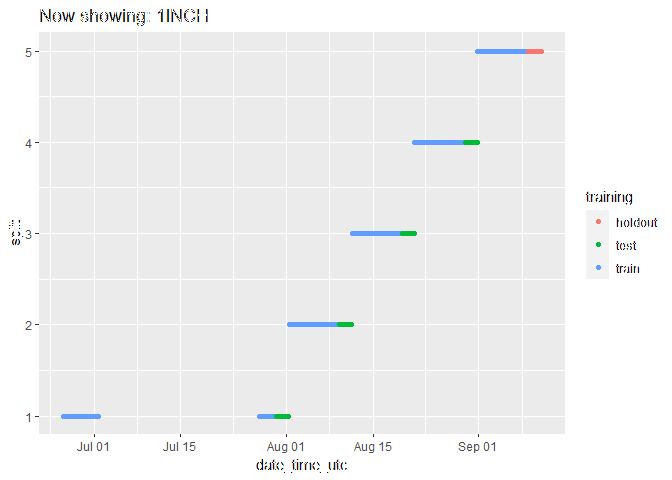 Now showing: 1INCH
split
5
4
3
2
1
Jul 01
Jul 15
Aug 01
Aug 15
Sep 01
date_time_utc
training
holdout
test
train